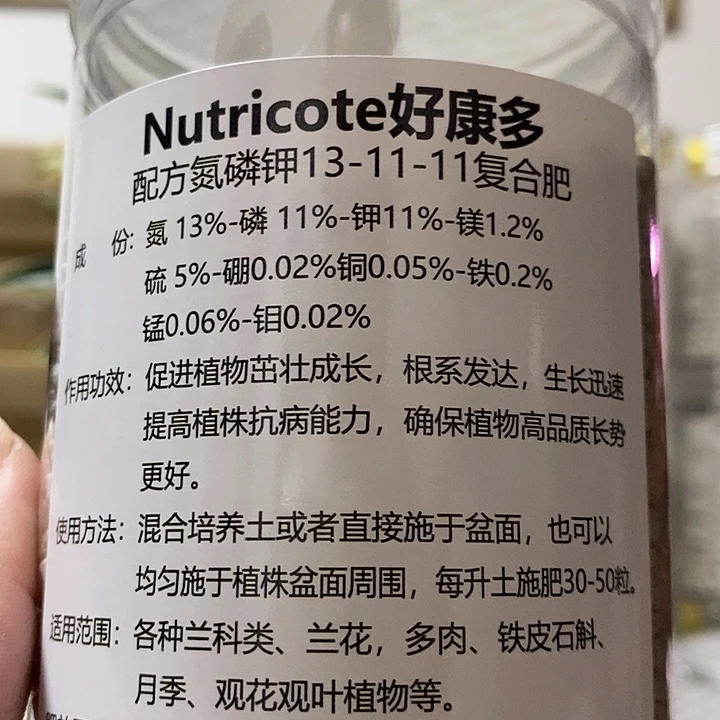 Nutricote好康多
配方氮磷钾13-11-11复合肥
成 份: 氮 13%-磷 11%-钾11%-镁1.2%
硫 5%-硼0.02%铜0.05%-铁0.2%
锰0.06%-钼0.02%
作用功效：促进植物茁壮成长，根系发达，生长迅速
提高植株抗病能力，确保植物高品质长势
更好。
使用方法：混合培养土或者直接施于盆面，也可以
均匀施于植株盆面周围，每升土施肥30-50粒。
适用范围：各种兰科类、兰花，多肉、铁皮石斛、
月季、观花观叶植物等。